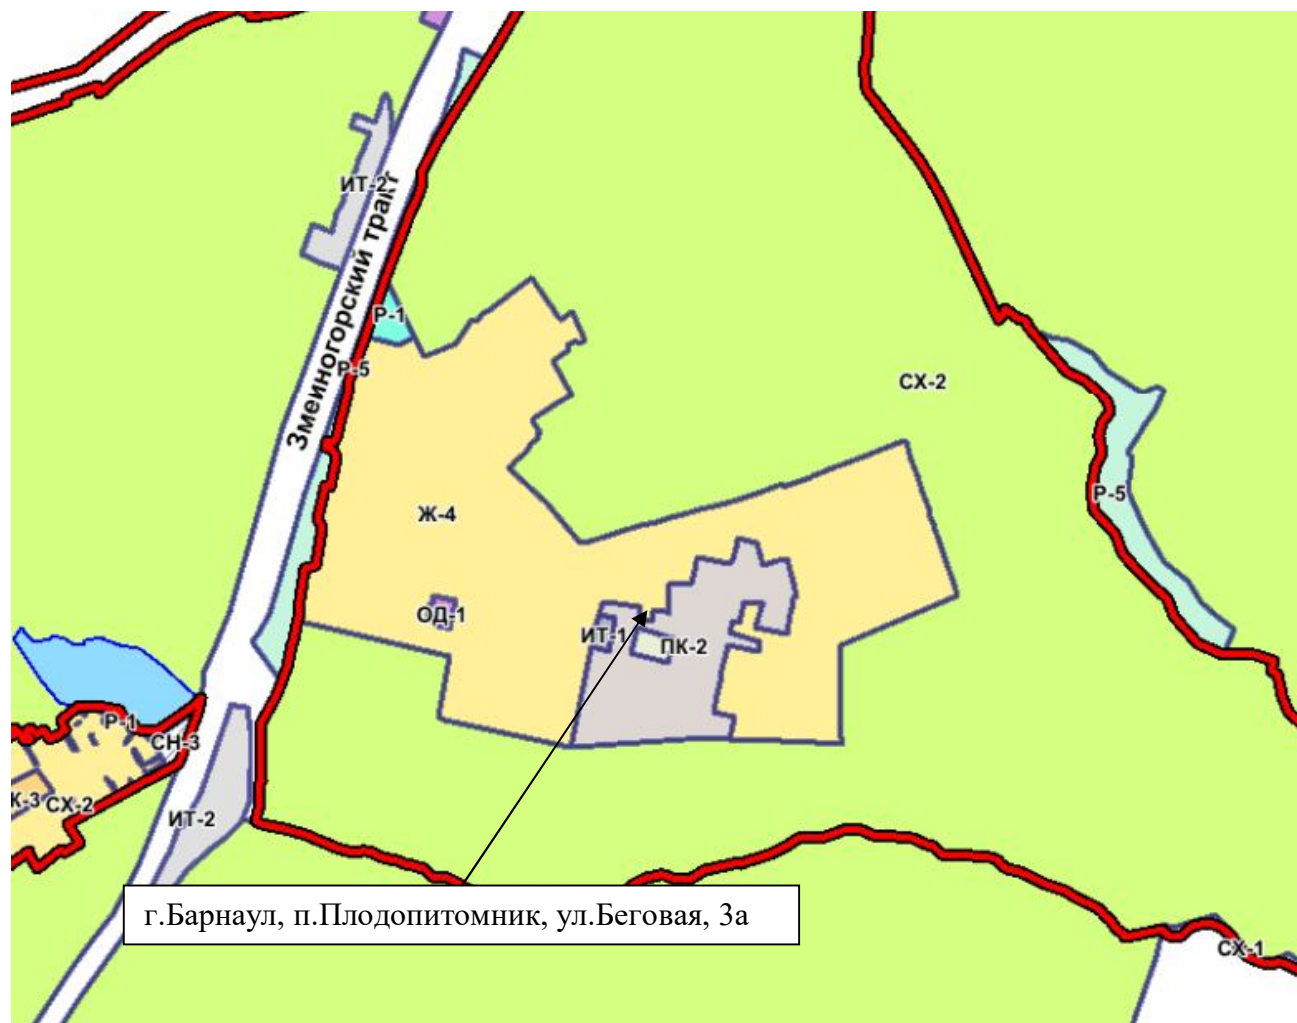 ИТ-2
Змеиногорский тракт
Р-1
Р-5
СХ-2
Р-5
Ж-4
ОД-1
ИТ-1
ПК-2
Р-1
СН-3
К-3
СХ-2
ИТ-2
г.Барнаул, п.Плодопитомник, ул.Беговая, 3а
СХ-1